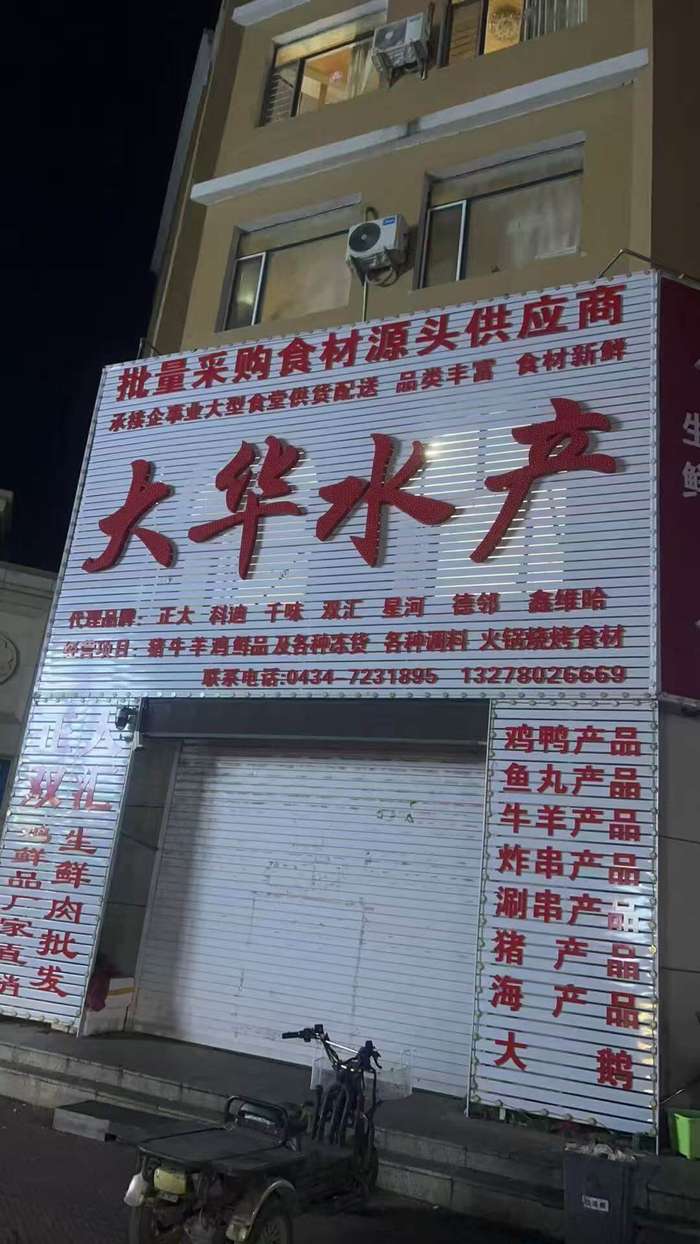 批量采购食材源头供应商
承接企事业大型食堂供货配送 品类丰富 食材新鲜
大华水产
代理品牌: 正大 科迪 千味 双汇 星河 德邻 鑫维哈
外营项目: 猪牛羊鸡鲜品及各种冻货 各种调料 火锅烧烤食材
联系电话:0434-7231895 13278026669
正大
双汇
生鲜肉批发
鸡鲜品厂家直销
鸡鸭产品
鱼丸产品
牛羊产品
炸串产品
涮串产品
猪产品
海产品
大鹅
生